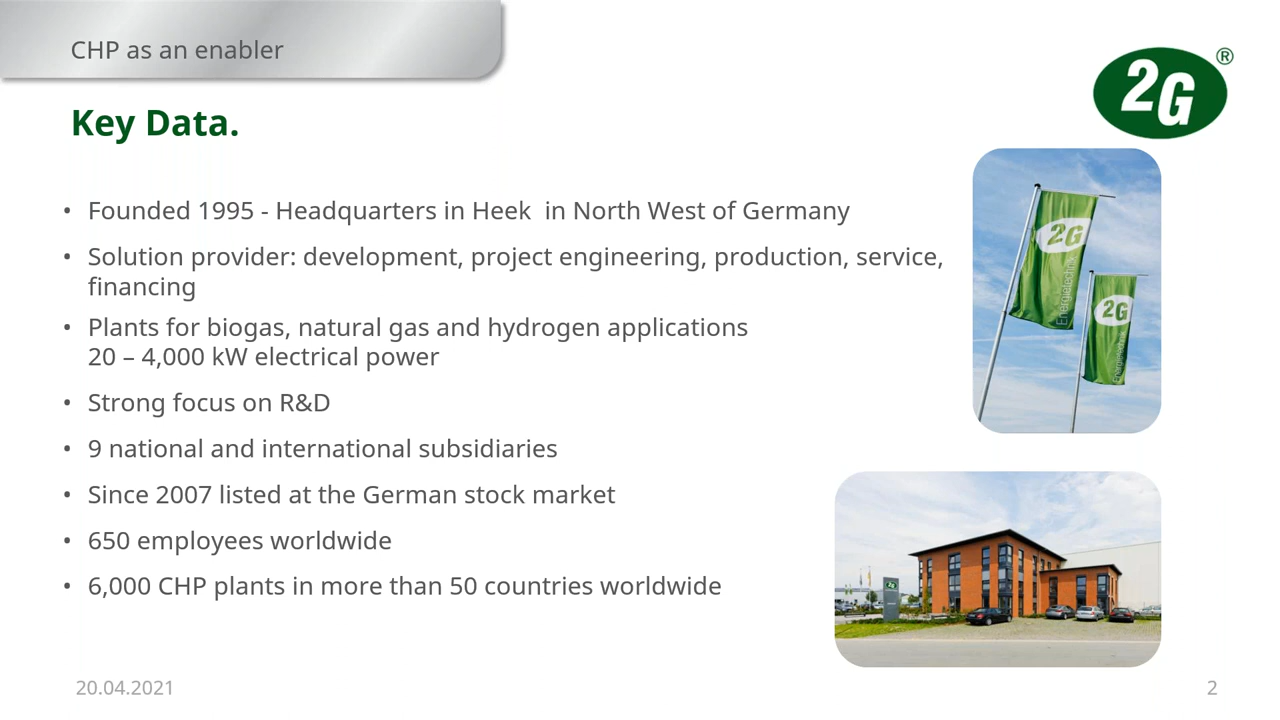 CHP as an enabler
2G®
Key Data.
• Founded 1995 - Headquarters in Heek  in North West of Germany
• Solution provider: development, project engineering, production, service,
financing
• Plants for biogas, natural gas and hydrogen applications
20 – 4,000 kW electrical power
• Strong focus on R&D
• 9 national and international subsidiaries
• Since 2007 listed at the German stock market
• 650 employees worldwide
• 6,000 CHP plants in more than 50 countries worldwide
2G
Energietechnik
2G
Energietechnik
2G
20.04.2021
2